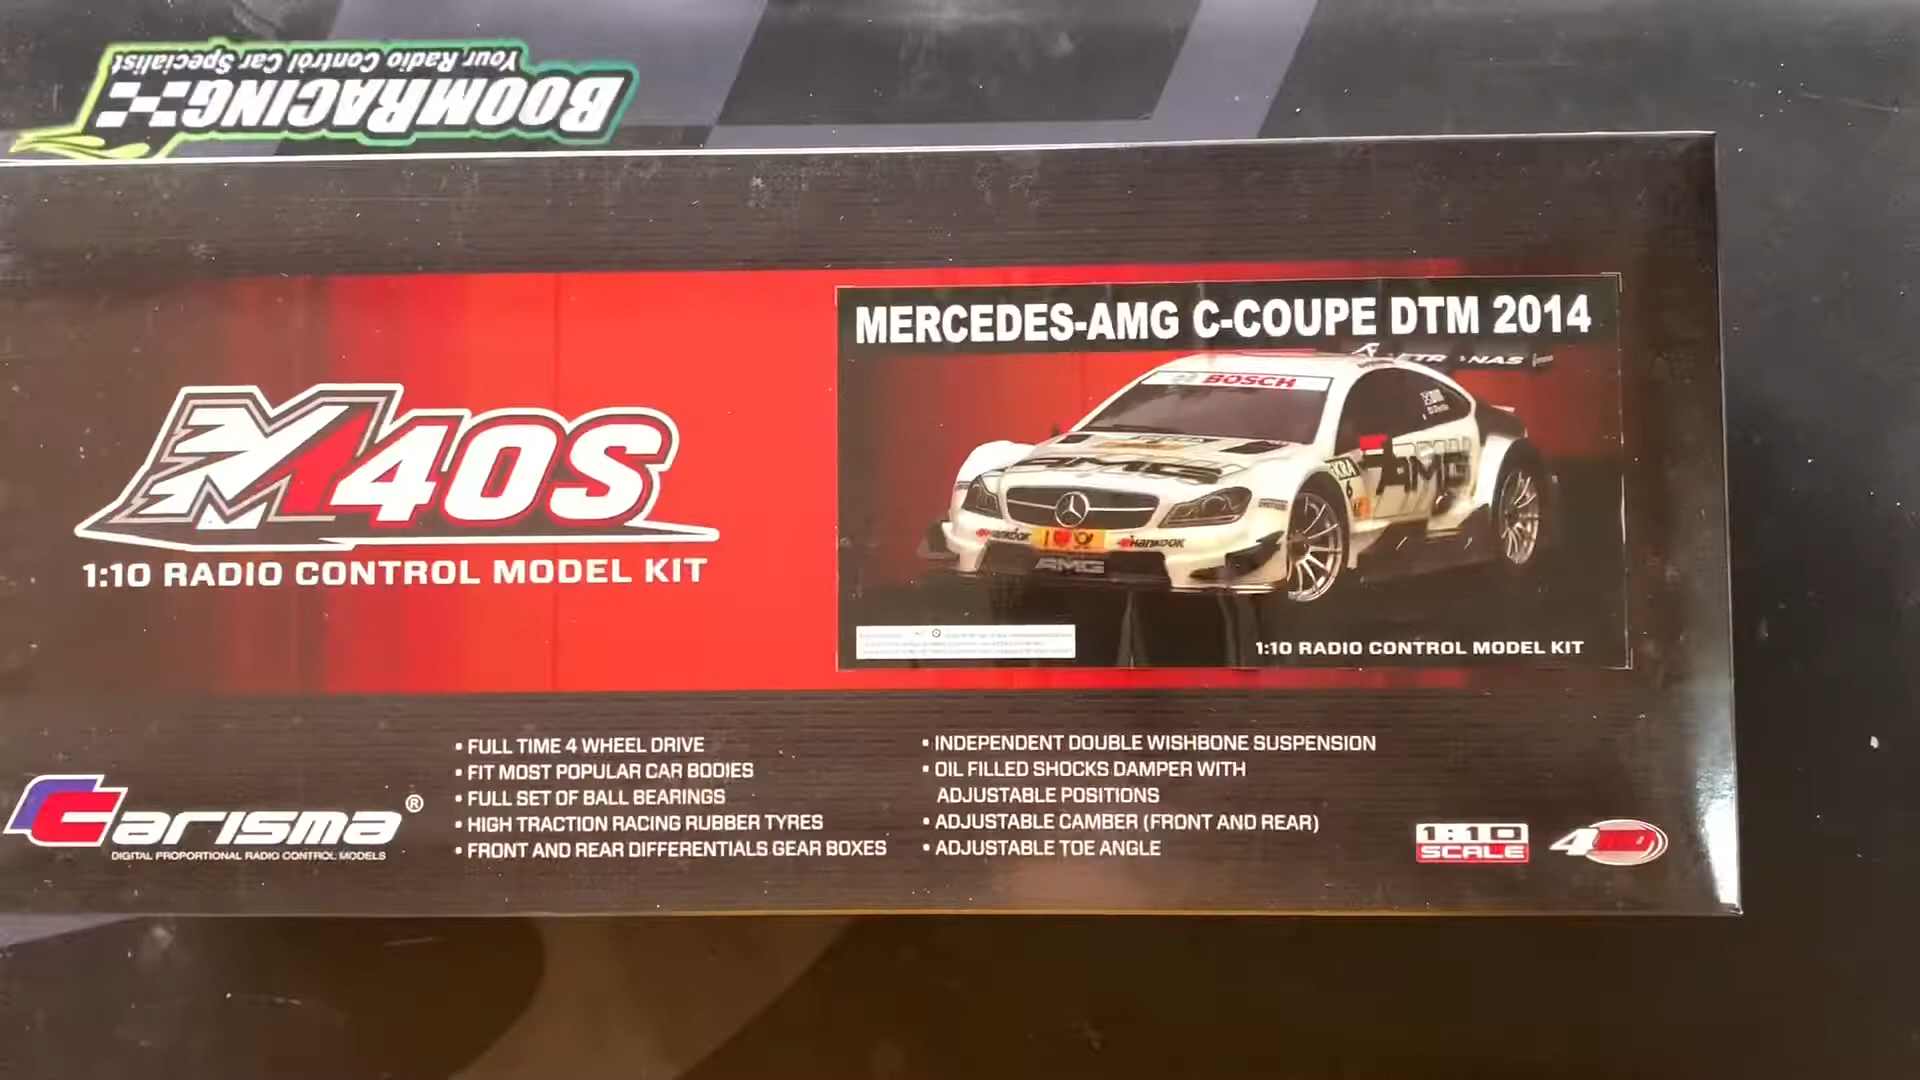 BOOMRACING
Your Radio Control Car Specialist
MERCEDES-AMG C-COUPE DTM 2014
BOSCH
AMG
AMG
HANKOOK
HANKOOK
AMG
M40S
1:10 RADIO CONTROL MODEL KIT
1:10 RADIO CONTROL MODEL KIT
Carisma®
DIGITAL PROPORTIONAL RADIO CONTROL MODELS
• FULL TIME 4 WHEEL DRIVE
• FIT MOST POPULAR CAR BODIES
• FULL SET OF BALL BEARINGS
• HIGH TRACTION RACING RUBBER TYRES
• FRONT AND REAR DIFFERENTIALS GEAR BOXES
• INDEPENDENT DOUBLE WISHBONE SUSPENSION
• OIL FILLED SHOCKS DAMPER WITH
ADJUSTABLE POSITIONS
• ADJUSTABLE CAMBER (FRONT AND REAR)
• ADJUSTABLE TOE ANGLE
1:10
SCALE
4WD